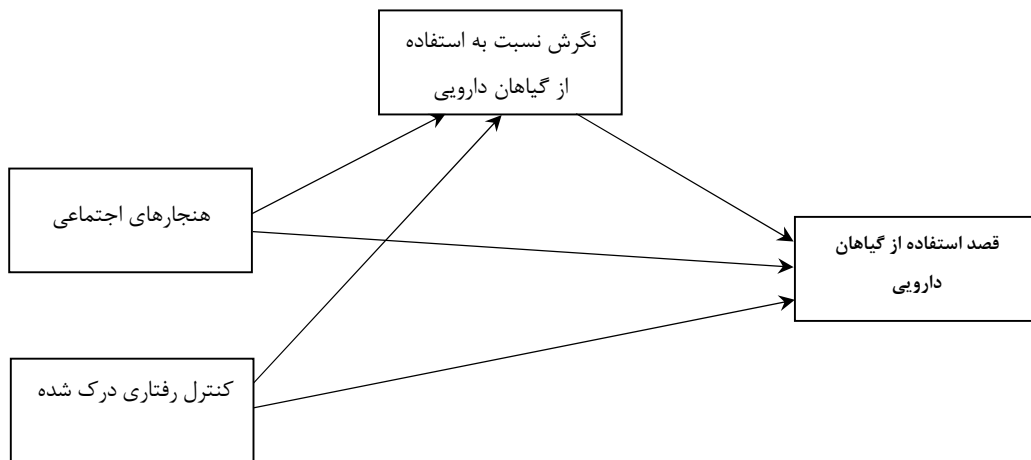 نگرش نسبت به استفاده
از گیاهان دارویی
هنجارهای اجتماعی
قصد استفاده از گیاهان
دارویی
کنترل رفتاری درک شده